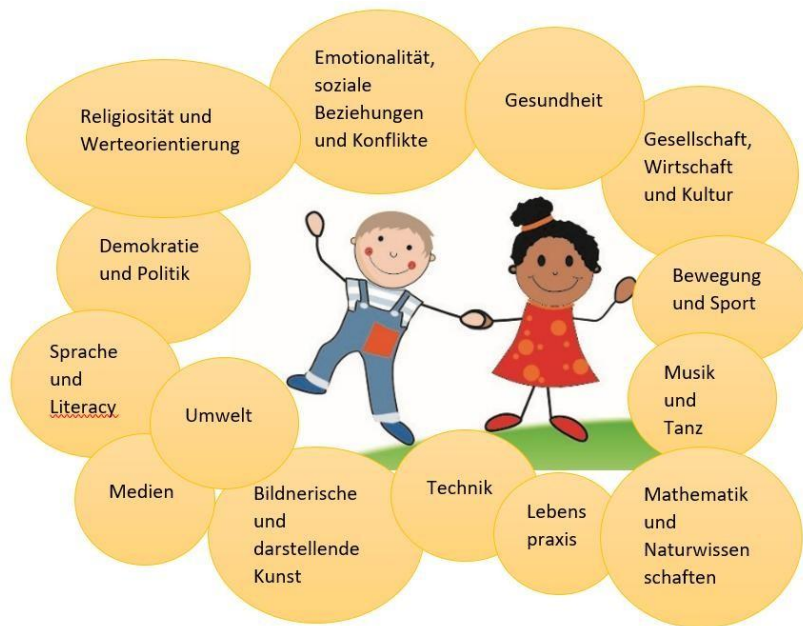 Religiosität und
Werteorientierung
Emotionalität,
soziale
Beziehungen
und Konflikte
Gesundheit
Gesellschaft,
Wirtschaft
und Kultur
Demokratie
und Politik
Bewegung
und Sport
Sprache
und
Literacy
Umwelt
Musik
und
Tanz
Medien
Bildnerische
und
darstellende
Kunst
Technik
Lebens
praxis
Mathematik
und
Naturwissen
schaften